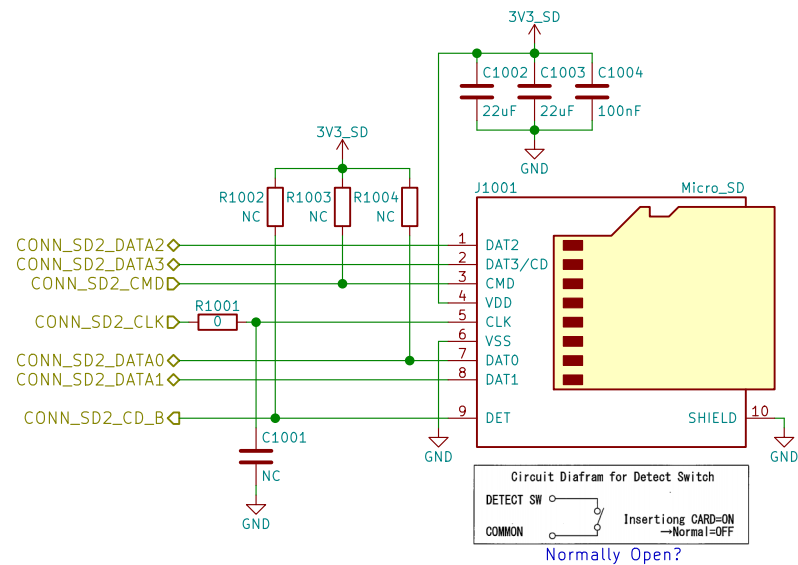 3V3_SD
C1002
C1003
C1004
22uF
22uF
100nF
GND
3V3_SD
R1002
R1003
R1004
NC
NC
NC
J1001
Micro_SD
CONN_SD2_DATA2
1
DAT2
CONN_SD2_DATA3
2
DAT3/CD
CONN_SD2_CMD
3
CMD
4
VDD
R1001
CONN_SD2_CLK
0
5
CLK
6
VSS
CONN_SD2_DATA0
7
DAT0
CONN_SD2_DATA1
8
DAT1
CONN_SD2_CD_B
9
DET
SHIELD
10
C1001
NC
GND
GND
GND
Circuit Diafram for Detect Switch
DETECT SW
COMMON
Insertiong CARD=ON
→Normal=OFF
Normally Open?